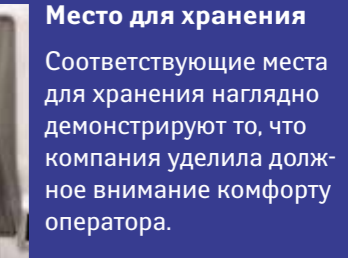 Место для хранения
Соответствующие места
для хранения наглядно
демонстрируют то, что
компания уделила долж-
ное внимание комфорту
оператора.